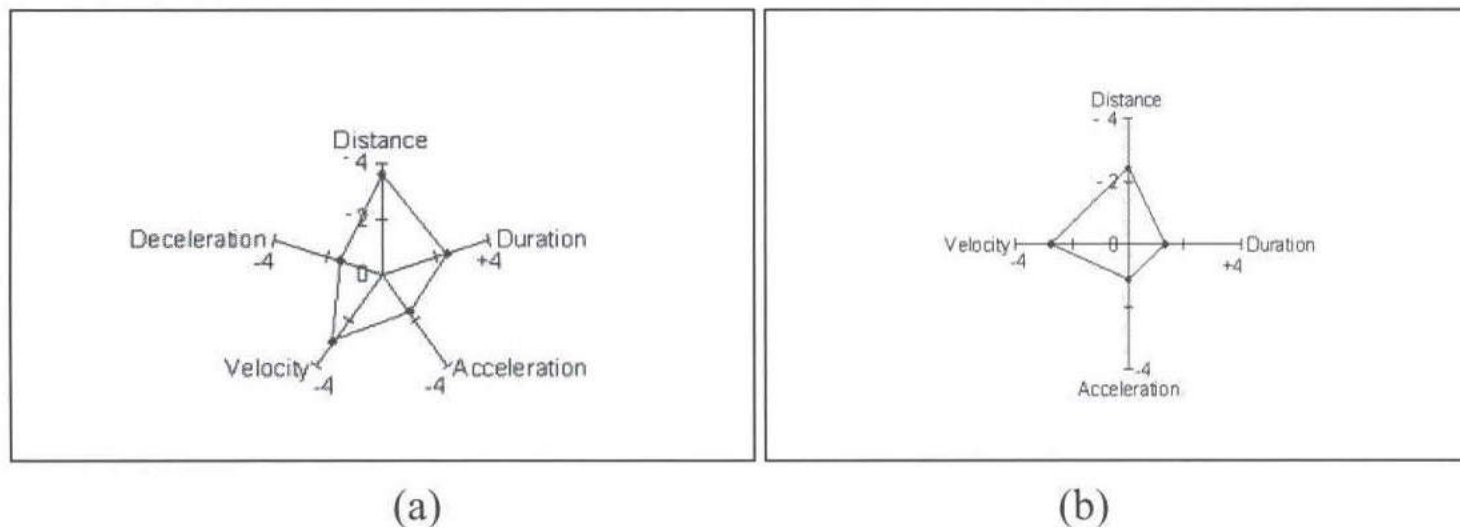 Distance
- 4
- 2
0
Deceleration
-4
Duration
+4
Velocity
-4
Acceleration
-4
Distance
- 4
- 2
0
Velocity
-4
Duration
+4
-4
Acceleration
(a)
(b)